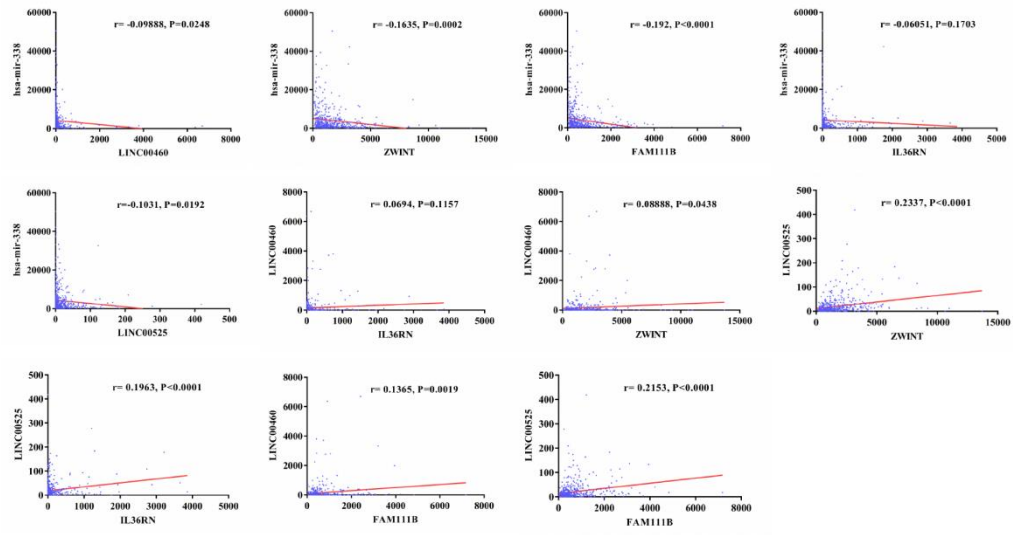 r= -0.09888, P=0.0248
hsa-mir-338
60000
40000
20000
0
0 2000 4000 6000 8000
LINC00460
r= -0.1635, P=0.0002
hsa-mir-338
60000
40000
20000
0
0 5000 10000 15000
ZWINT
r= -0.192, P<0.0001
hsa-mir-338
60000
40000
20000
0
0 2000 4000 6000 8000
FAM111B
r= -0.06051, P=0.1703
hsa-mir-338
60000
40000
20000
0
0 1000 2000 3000 4000 5000
IL36RN
r=-0.1031, P=0.0192
hsa-mir-338
60000
40000
20000
0
0 100 200 300 400 500
LINC00525
r= 0.0694, P=0.1157
LINC00460
8000
6000
4000
2000
0
0 1000 2000 3000 4000 5000
IL36RN
r= 0.08888, P=0.0438
LINC00460
8000
6000
4000
2000
0
0 5000 10000 15000
ZWINT
r= 0.2337, P<0.0001
LINC00525
500
400
300
200
100
0
0 5000 10000 15000
ZWINT
r= 0.1963, P<0.0001
LINC00525
500
400
300
200
100
0
0 1000 2000 3000 4000 5000
IL36RN
r= 0.1365, P=0.0019
LINC00460
8000
6000
4000
2000
0
0 2000 4000 6000 8000
FAM111B
r= 0.2153, P<0.0001
LINC00525
500
400
300
200
100
0
0 2000 4000 6000 8000
FAM111B